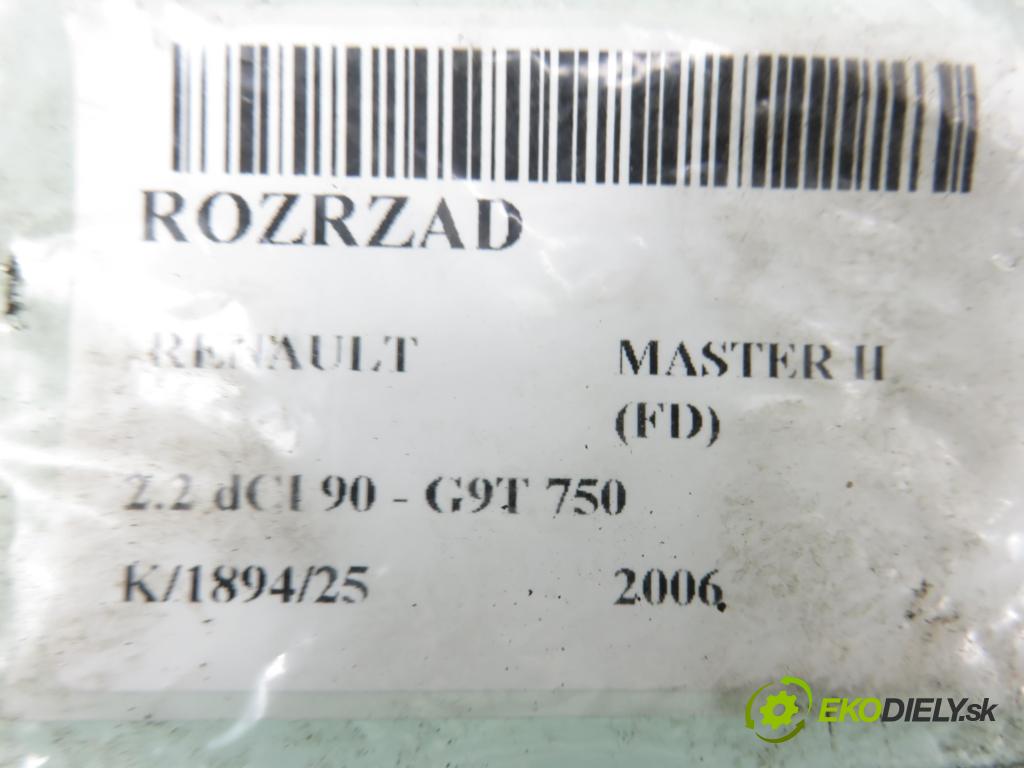 ROZRZAD
RENAULT MASTER II
(FD)
2.2 dCI 90 - G9T 750
K/1894/25 2006
EKODIELY.sk